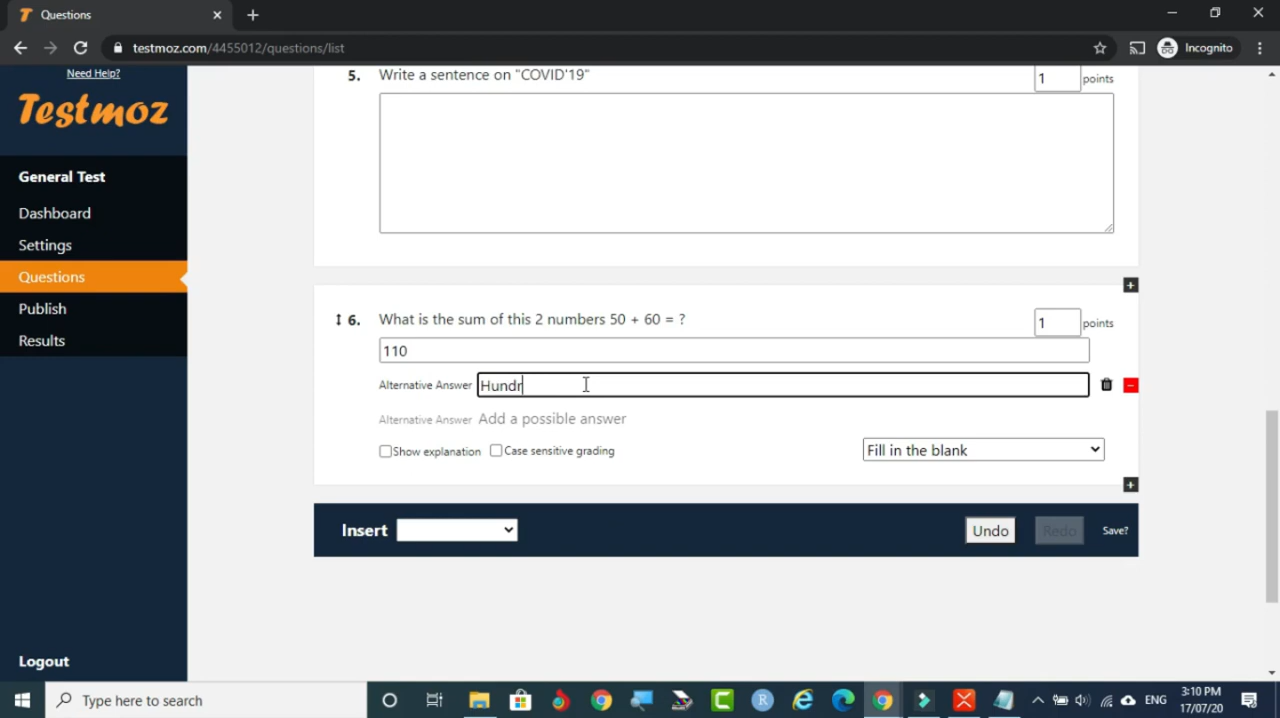 Questions
testmoz.com/4455012/questions/list
Incognito
Need Help?
Testmoz
General Test
Dashboard
Settings
Questions
Publish
Results
Logout
5. Write a sentence on "COVID'19"
1 points
6. What is the sum of this 2 numbers 50 + 60 = ?
1 points
110
Alternative Answer Hundr
Alternative Answer Add a possible answer
Show explanation Case sensitive grading
Fill in the blank
Insert
Undo
Redo
Save?
Type here to search
ENG
3:10 PM
17/07/20